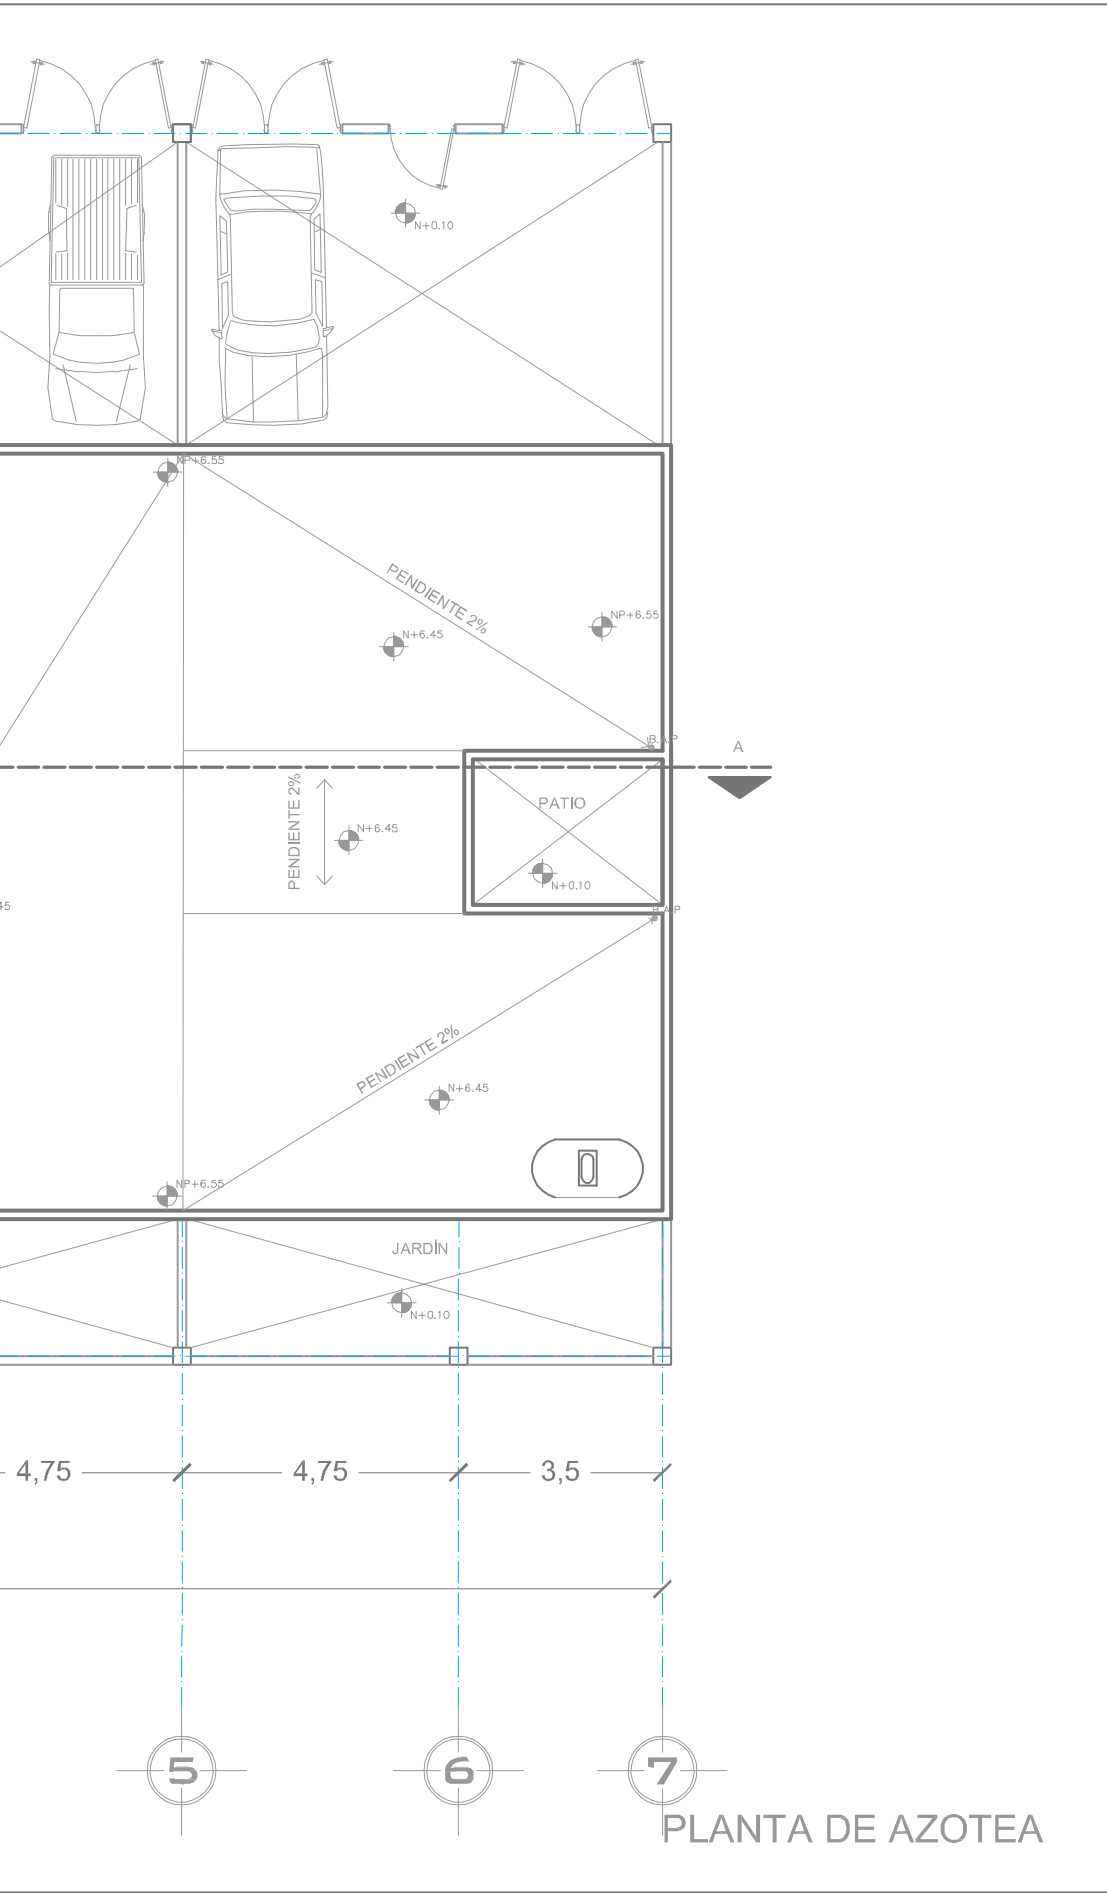 N+0.10
NP+6.55
PENDIENTE 2%
NP+6.55
N+6.45
B.A.P
A
PENDIENTE 2%
PATIO
N+6.45
N+0.10
45
B.A.P
PENDIENTE 2%
N+6.45
NP+6.55
JARDÍN
N+0.10
4,75
4,75
3,5
5
6
7
PLANTA DE AZOTEA